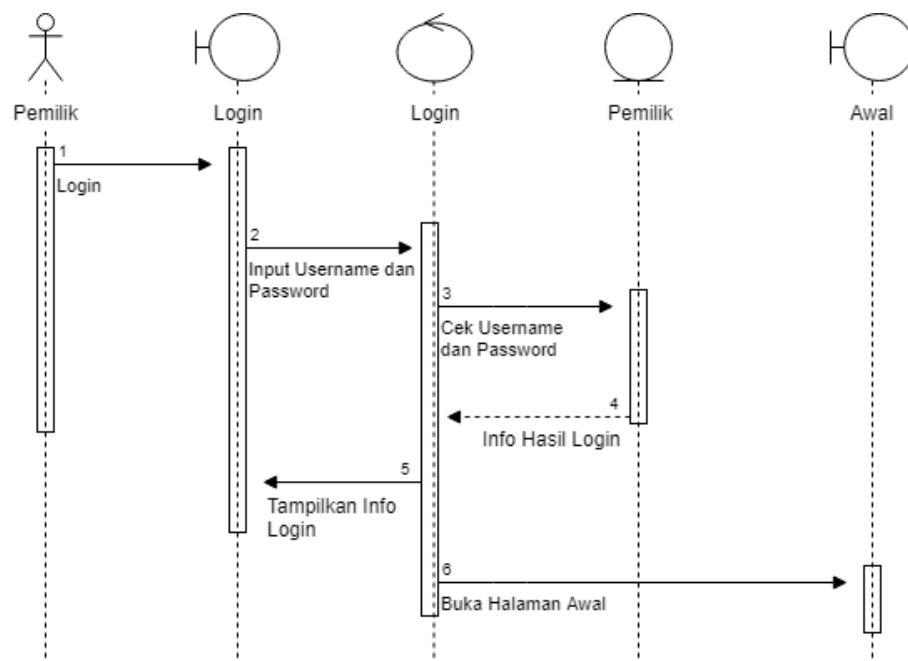 Pemilik
Login
Login
Pemilik
Awal
1
Login
2
Input Username dan
Password
3
Cek Username
dan Password
4
Info Hasil Login
5
Tampilkan Info
Login
6
Buka Halaman Awal